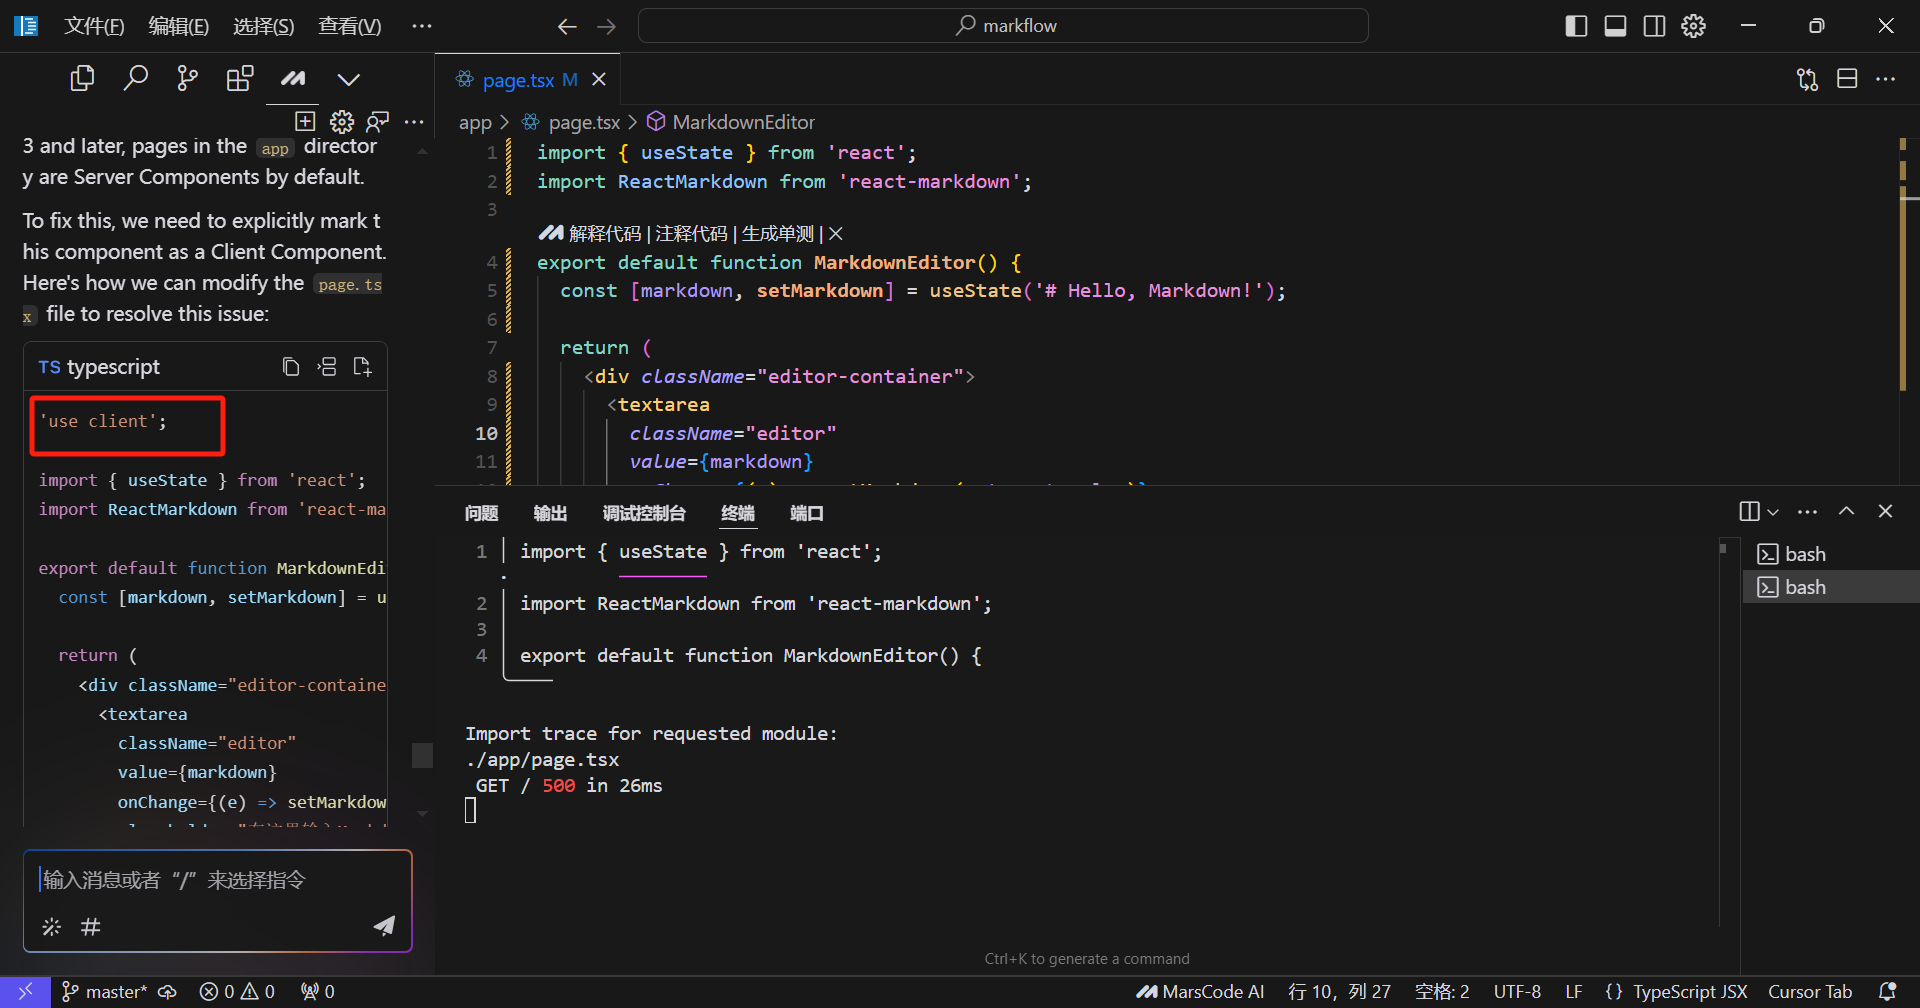 文件(F) 编辑(E) 选择(S) 查看(V) ··· markflow
page.tsx M
app > page.tsx > MarkdownEditor
3 and later, pages in the app director
y are Server Components by default.
To fix this, we need to explicitly mark t
his component as a Client Component.
Here's how we can modify the page.ts
x file to resolve this issue:
TS typescript
'use client';
import { useState } from 'react';
import ReactMarkdown from 'react-ma
export default function MarkdownEdi
const [markdown, setMarkdown] = u
return (
<div className="editor-containe
<textarea
className="editor"
value={markdown}
onChange={(e) => setMarkdow
输入消息或者 “/” 来选择指令
1 import { useState } from 'react';
2 import ReactMarkdown from 'react-markdown';
3
解释代码 | 注释代码 | 生成单测 |
4 export default function MarkdownEditor() {
5 const [markdown, setMarkdown] = useState('# Hello, Markdown!');
6
7 return (
8 <div className="editor-container">
9 <textarea
10 className="editor"
11 value={markdown}
问题 输出 调试控制台 终端 端口
1 import { useState } from 'react';
2 import ReactMarkdown from 'react-markdown';
3
4 export default function MarkdownEditor() {
Import trace for requested module:
./app/page.tsx
GET / 500 in 26ms
Ctrl+K to generate a command
bash
bash
master* 0 0 0 MarsCode AI 行 10，列 27 空格: 2 UTF-8 LF {} TypeScript JSX Cursor Tab